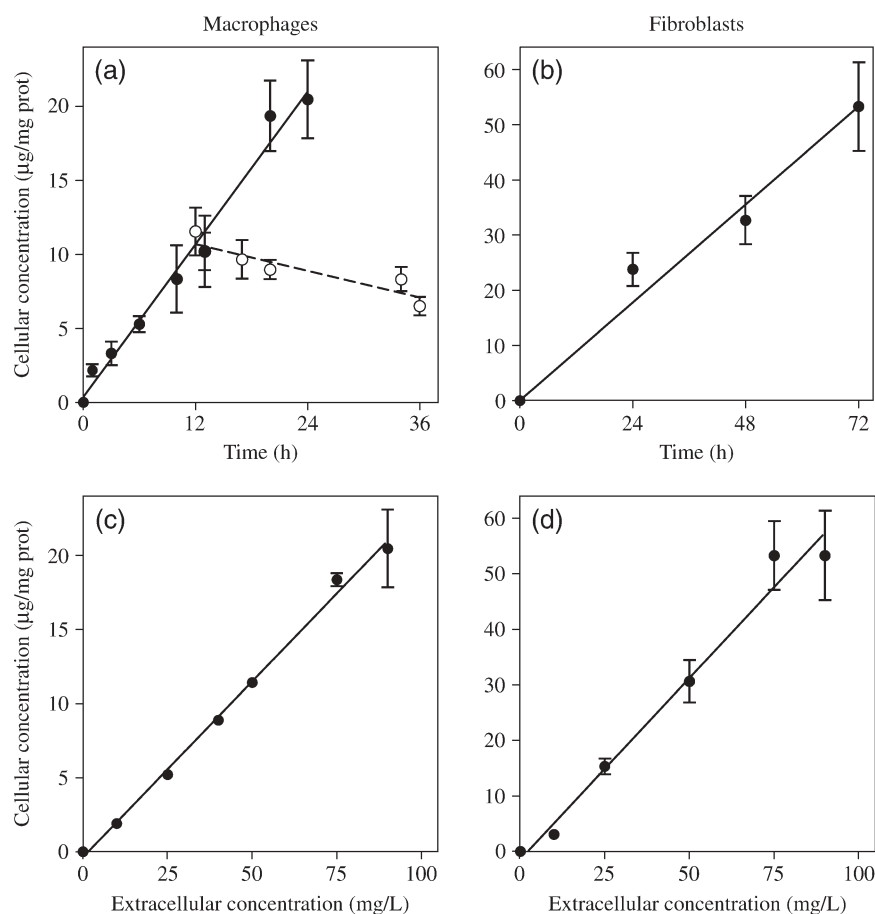 Macrophages
Fibroblasts
(a)
(b)
Cellular concentration (μg/mg prot)
20
15
10
5
0
0 12 24 36
Time (h)
60
50
40
30
20
10
0
0 24 48 72
Time (h)
(c)
(d)
Cellular concentration (μg/mg prot)
20
15
10
5
0
0 25 50 75 100
Extracellular concentration (mg/L)
60
50
40
30
20
10
0
0 25 50 75 100
Extracellular concentration (mg/L)